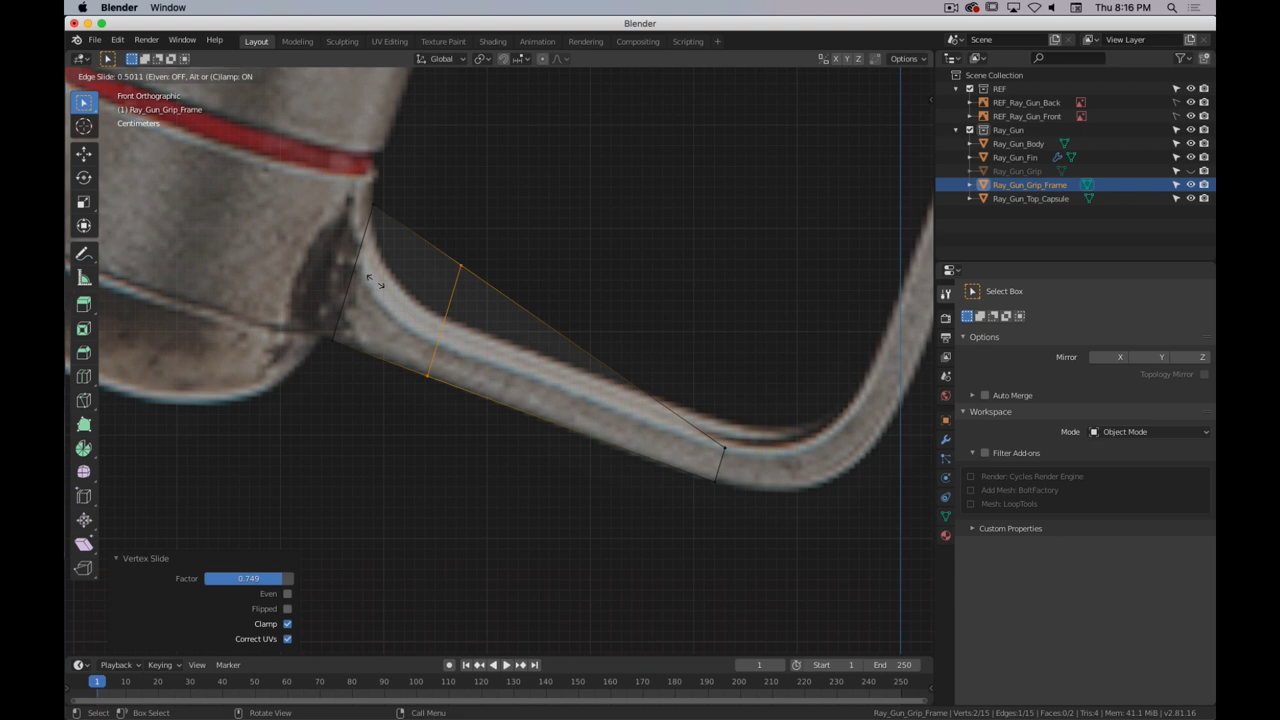 Blender Window Thu 8:16 PM
Blender
File Edit Render Window Help Layout Modeling Sculpting UV Editing Texture Paint Shading Animation Rendering Compositing Scripting + Scene View Layer
Global X Y Z Options
Edge Slide: 0.5011 (E)ven: OFF, Alt or (C)lamp: ON
Front Orthographic
(1) Ray_Gun_Grip_Frame
Centimeters
Scene Collection
REF
REF_Ray_Gun_Back
REF_Ray_Gun_Front
Ray_Gun
Ray_Gun_Body
Ray_Gun_Fin
Ray_Gun_Grip
Ray_Gun_Grip_Frame
Ray_Gun_Top_Capsule
Select Box
Options
Mirror X Y Z
Topology Mirror
Auto Merge
Workspace
Mode Object Mode
Filter Add-ons
Render: Cycles Render Engine
Add Mesh: BoltFactory
Mesh: LoopTools
Custom Properties
Vertex Slide
Factor 0.749
Even
Flipped
Clamp
Correct UVs
Playback Keying View Marker 1 Start 1 End 250
1 10 20 30 40 50 60 70 80 90 100 110 120 130 140 150 160 170 180 190 200 210 220 230 240 250
Select Box Select Rotate View Call Menu Ray_Gun_Grip_Frame | Verts:2/15 | Edges:1/15 | Faces:0/2 | Tris:4 | Mem: 41.1 MiB | v2.81.16